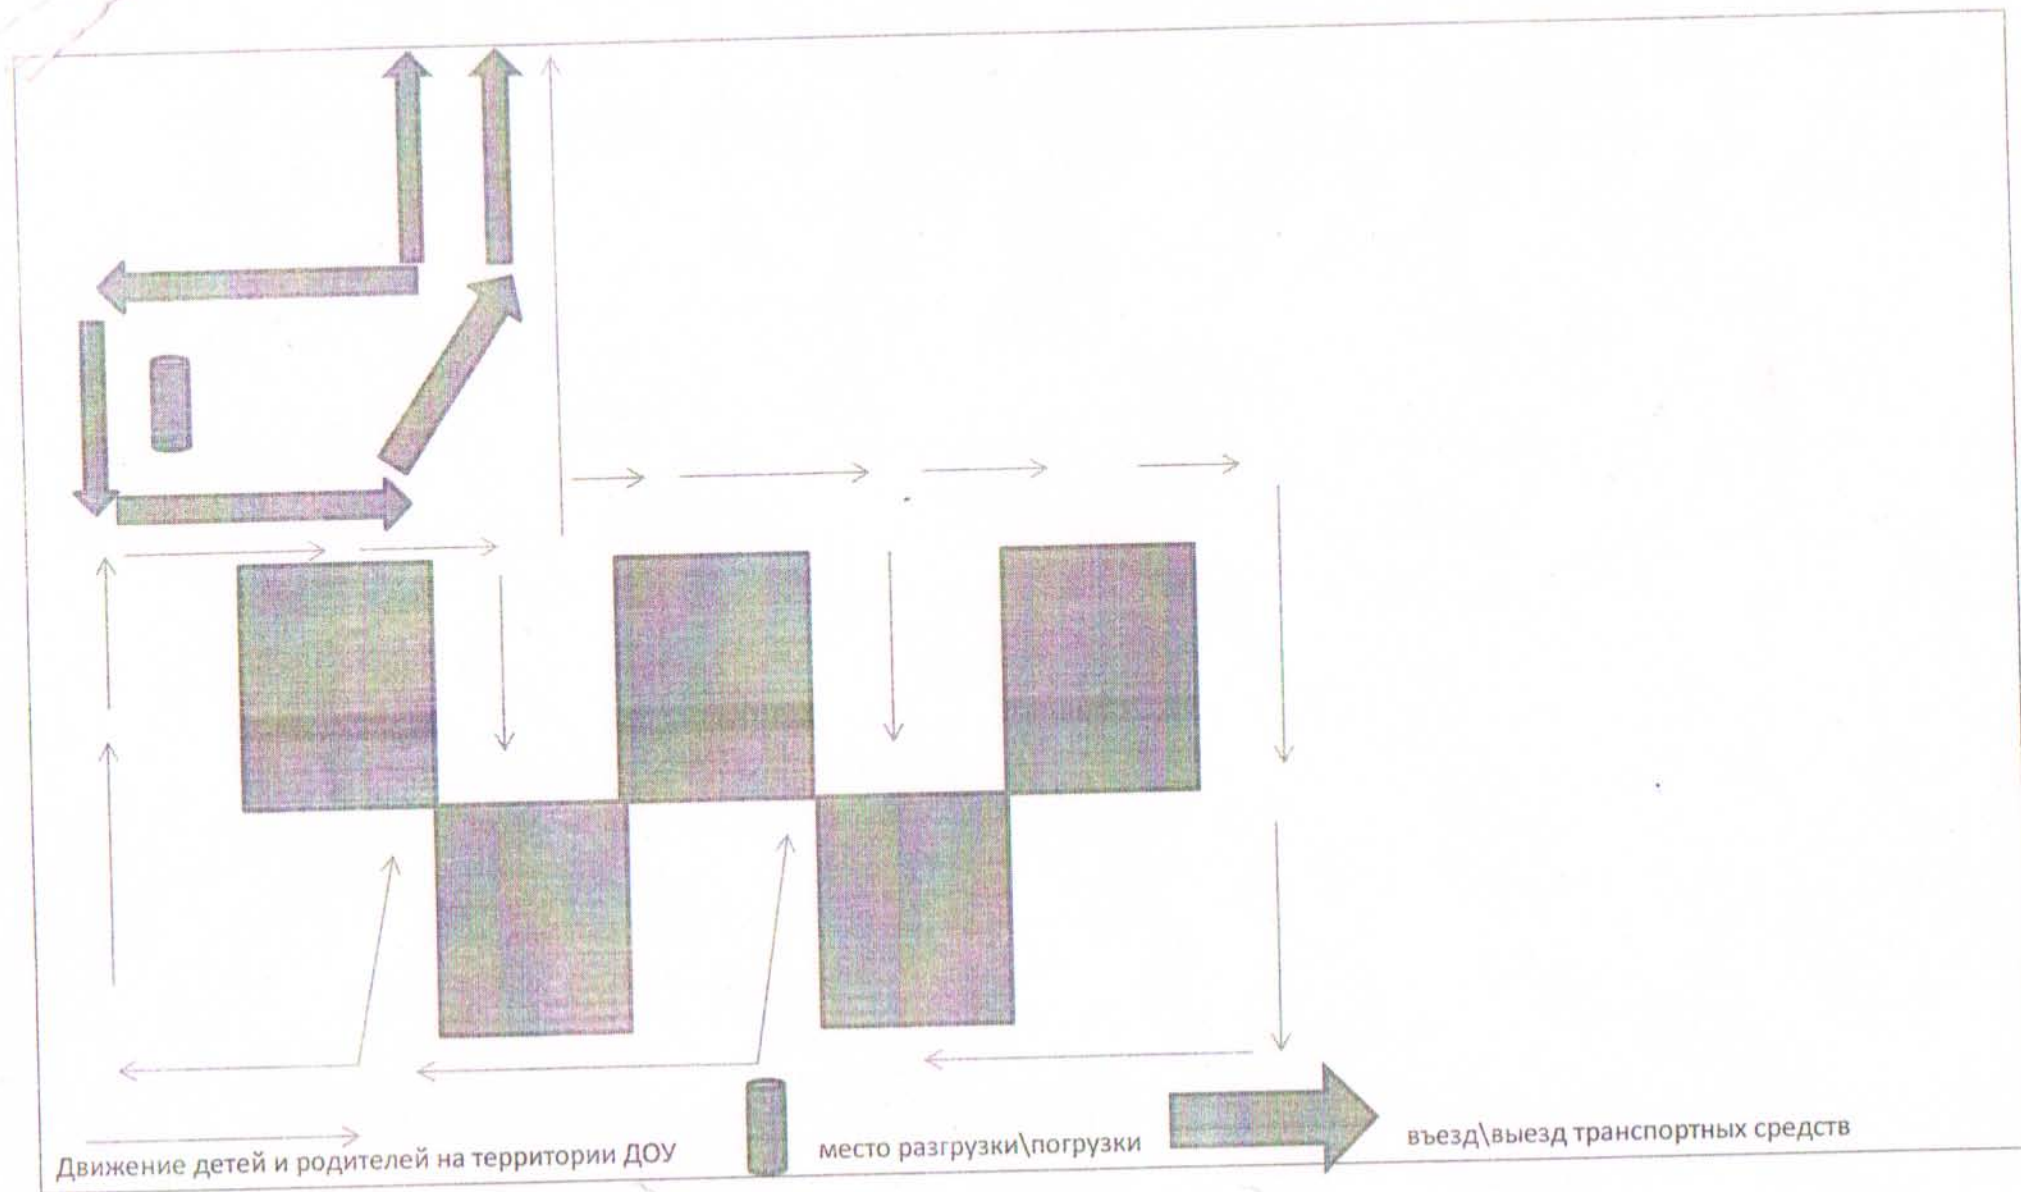 Движение детей и родителей на территории ДОУ
место разгрузки\погрузки
въезд\выезд транспортных средств